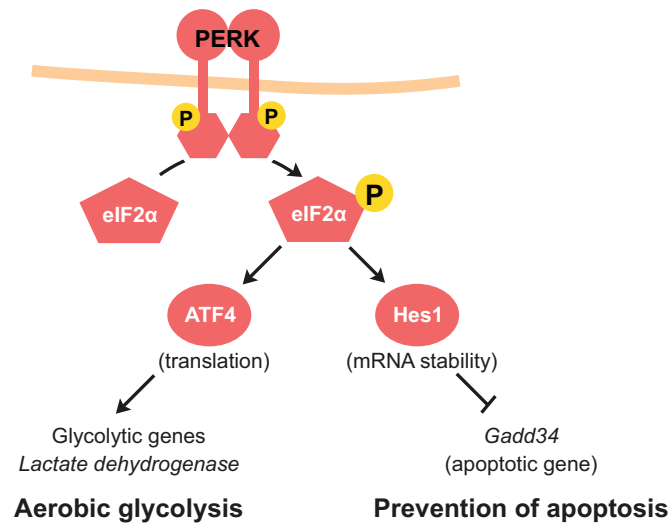 PERK
P
P
eIF2α
eIF2α
P
ATF4
Hes1
(translation)
(mRNA stability)
Glycolytic genes
Lactate dehydrogenase
Gadd34
(apoptotic gene)
Aerobic glycolysis
Prevention of apoptosis